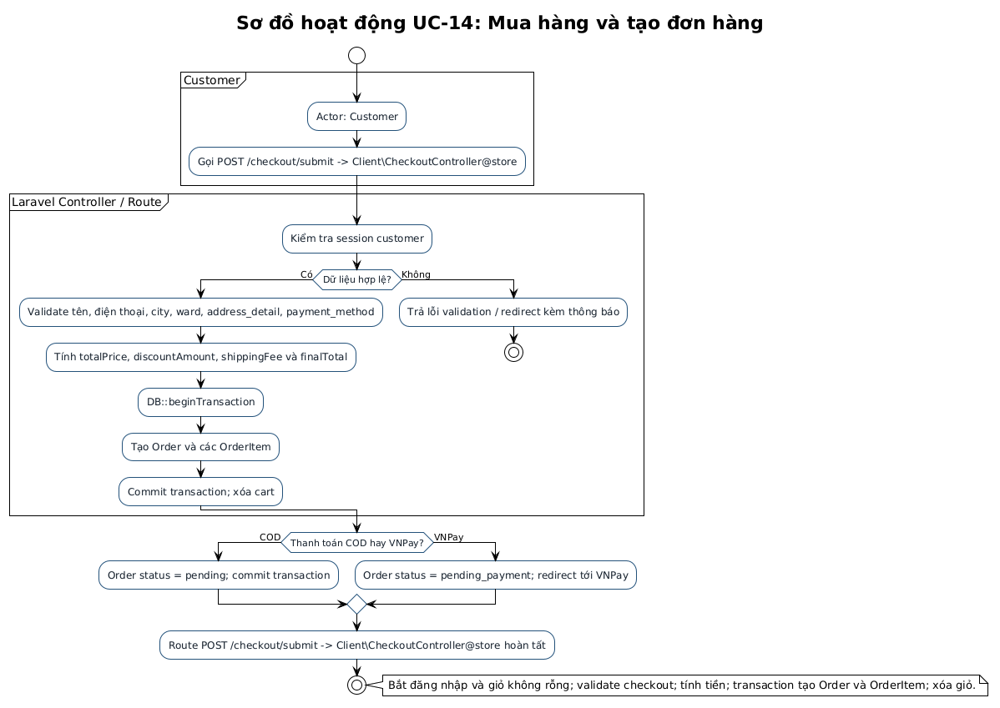 Sơ đồ hoạt động UC-14: Mua hàng và tạo đơn hàng
Customer
Actor: Customer
Gọi POST /checkout/submit -> Client\CheckoutController@store
Laravel Controller / Route
Kiểm tra session customer
Có
Dữ liệu hợp lệ?
Không
Validate tên, điện thoại, city, ward, address_detail, payment_method
Trả lỗi validation / redirect kèm thông báo
Tính totalPrice, discountAmount, shippingFee và finalTotal
DB::beginTransaction
Tạo Order và các OrderItem
Commit transaction; xóa cart
COD
Thanh toán COD hay VNPay?
VNPay
Order status = pending; commit transaction
Order status = pending_payment; redirect tới VNPay
Route POST /checkout/submit -> Client\CheckoutController@store hoàn tất
Bắt đăng nhập và giỏ không rỗng; validate checkout; tính tiền; transaction tạo Order và OrderItem; xóa giỏ.